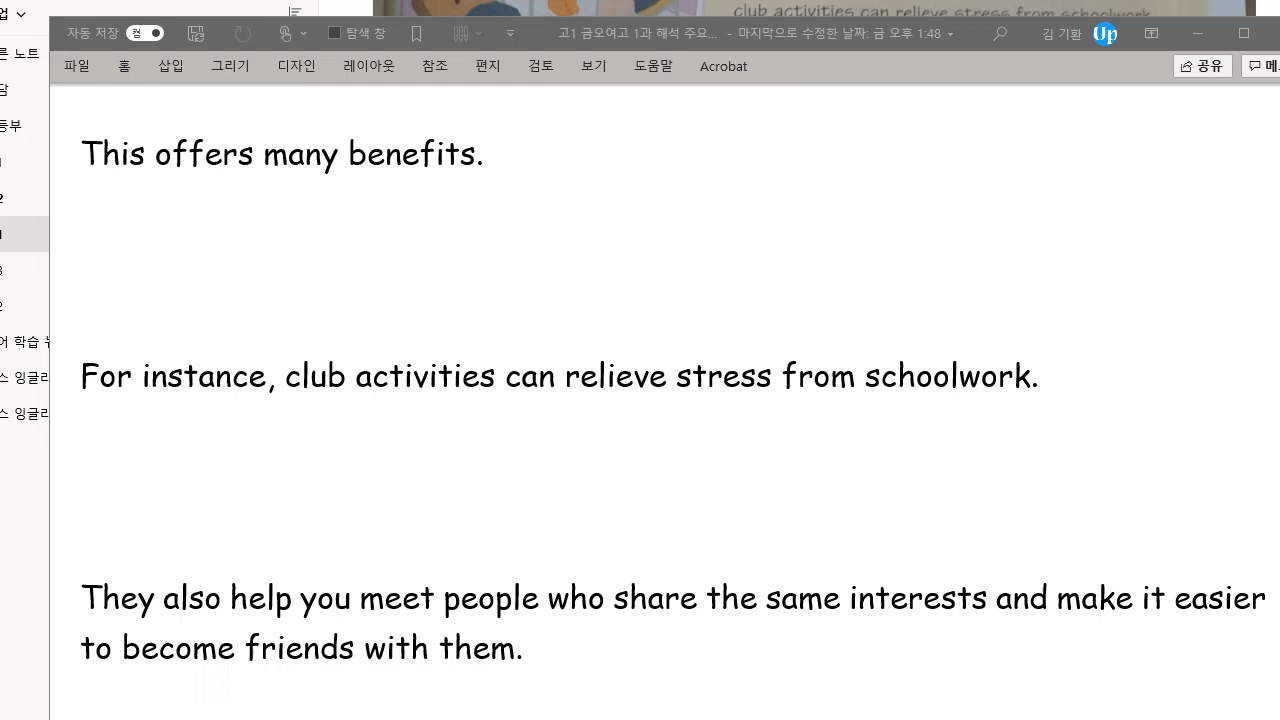 club activities can relieve stress from schoolwork
자동 저장 컴 탐색 창 고1 금오여고 1과 해석 주요... - 마지막으로 수정한 날짜: 금 오후 1:48 김 기환 Up
파일 홈 삽입 그리기 디자인 레이아웃 참조 편지 검토 보기 도움말 Acrobat 공유
른 노트
This offers many benefits.
For instance, club activities can relieve stress from schoolwork.
They also help you meet people who share the same interests and make it easier
to become friends with them.